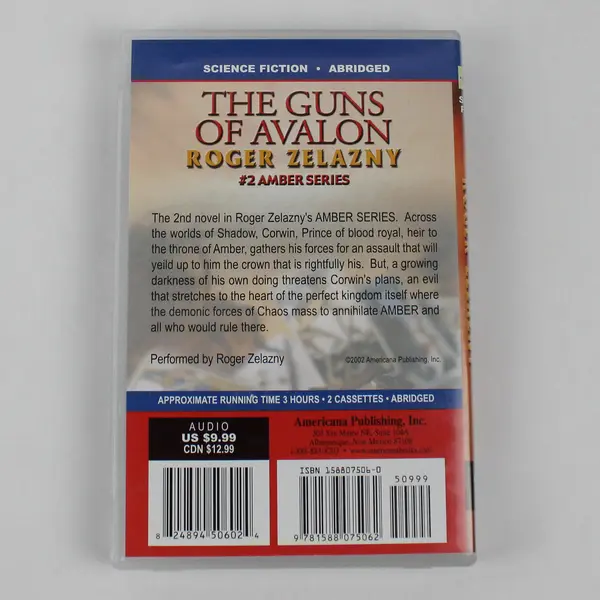 SCIENCE FICTION • ABRIDGED
THE GUNS
OF AVALON
ROGER ZELAZNY
#2 AMBER SERIES
The 2nd novel in Roger Zelazny's AMBER SERIES. Across
the worlds of Shadow, Corwin, Prince of blood royal, heir to
the throne of Amber, gathers his forces for an assault that will
yeild up to him the crown that is rightfully his. But, a growing
darkness of his own doing threatens Corwin's plans, an evil
that stretches to the heart of the perfect kingdom itself where
the demonic forces of Chaos mass to annihilate AMBER and
all who would rule there.
Performed by Roger Zelazny
©2002 Americana Publishing, Inc.
APPROXIMATE RUNNING TIME 3 HOURS • 2 CASSETTES • ABRIDGED
AUDIO
US $9.99
CDN $12.99
Americana Publishing, Inc.
Albuquerque, New Mexico
ISBN 158807506-0
50999
8 24894 50602 4
9 781588 075062